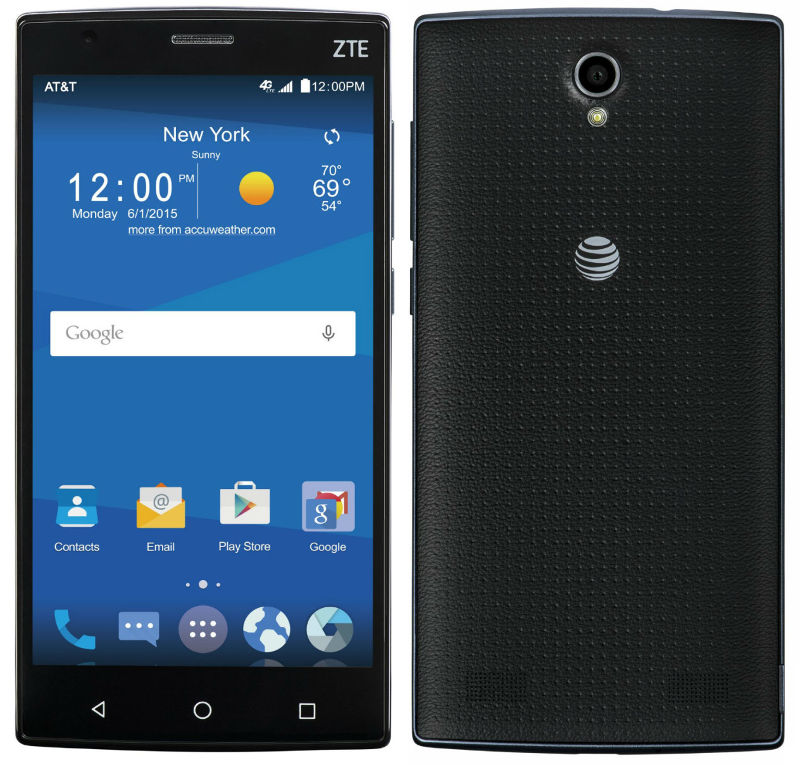 ZTE
AT&T
4G LTE 12:00PM
New York
Sunny
12:00 PM
70°
69°
54°
Monday 6/1/2015
more from accuweather.com
Google
@
g
Contacts Email Play Store Google